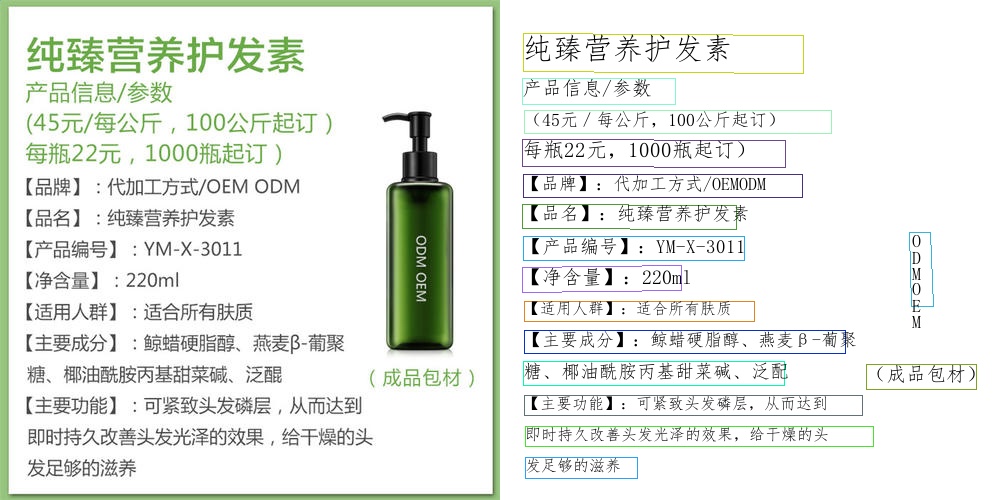 纯臻营养护发素
产品信息/参数
(45元/每公斤，100公斤起订）
每瓶22元，1000瓶起订）
【品牌】：代加工方式/OEM ODM
【品名】：纯臻营养护发素
【产品编号】：YM-X-3011
【净含量】：220ml
【适用人群】：适合所有肤质
【主要成分】：鲸蜡硬脂醇、燕麦β-葡聚
糖、椰油酰胺丙基甜菜碱、泛醌
（成品包材）
【主要功能】：可紧致头发磷层，从而达到
即时持久改善头发光泽的效果，给干燥的头
发足够的滋养
ODM OEM
纯臻营养护发素
产品信息/参数
（45元/每公斤，100公斤起订）
每瓶22元，1000瓶起订）
【品牌】：代加工方式/OEMODM
【品名】：纯臻营养护发素
【产品编号】：YM-X-3011
【净含量】：220ml
【适用人群】：适合所有肤质
【主要成分】：鲸蜡硬脂醇、燕麦β-葡聚
糖、椰油酰胺丙基甜菜碱、泛配
（成品包材）
【主要功能】：可紧致头发磷层，从而达到
即时持久改善头发光泽的效果，给干燥的头
发足够的滋养
ODMOEM